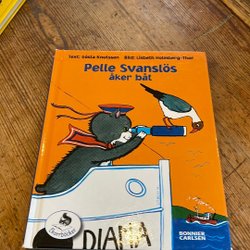 Text: Gösta Knutsson Bild: Lisbeth Holmberg-Thor
Pelle Svanslös
åker båt
DIANA
BONNIER
CARLSEN